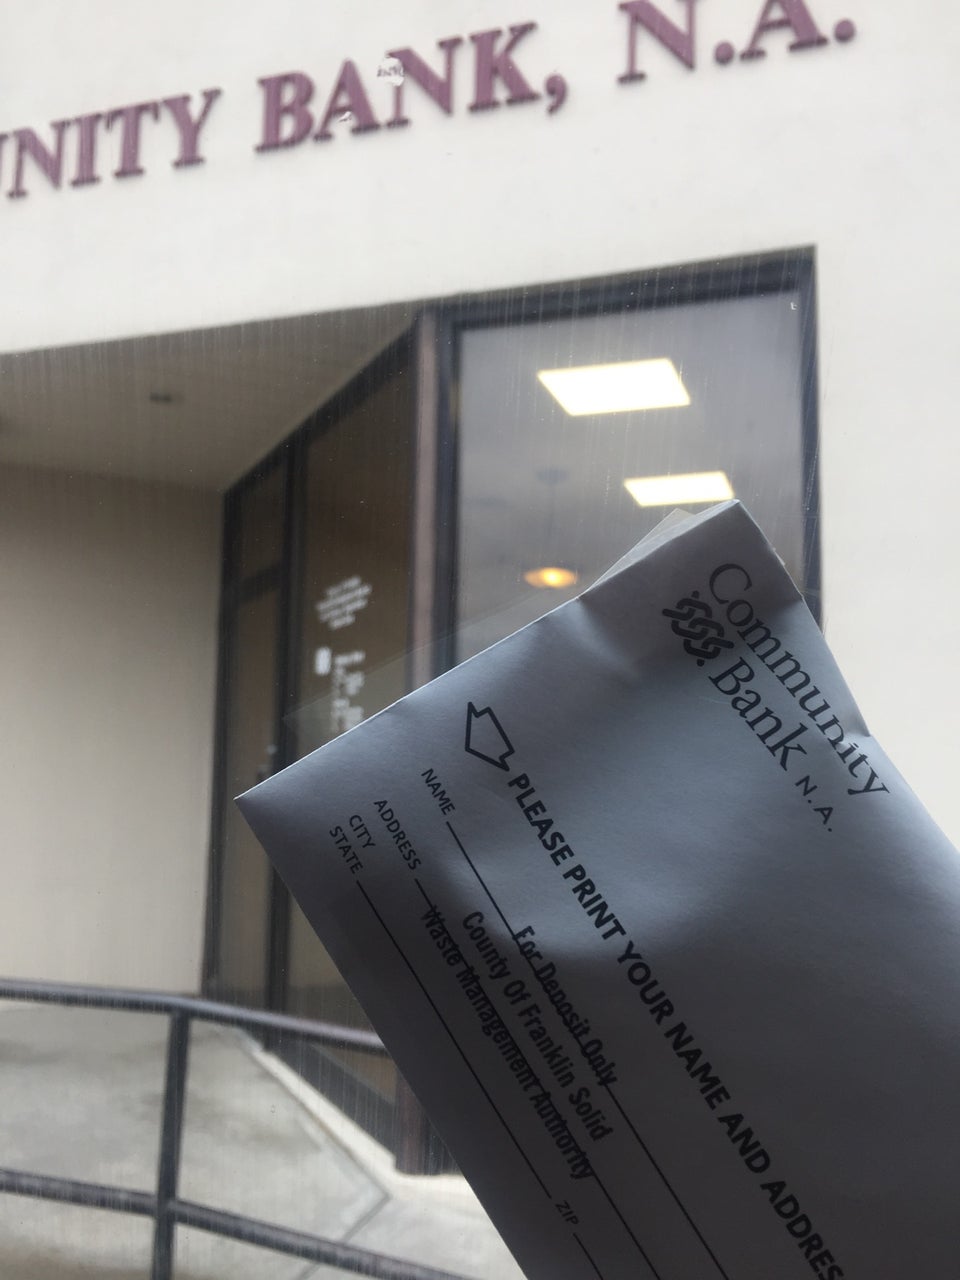 UNITY BANK, N.A.
Community
Bank N.A.
PLEASE PRINT YOUR NAME AND ADDRES
NAME
For Deposit Only
ADDRESS
County Of Franklin Solid
CITY
Waste Management Authority
STATE
ZIP